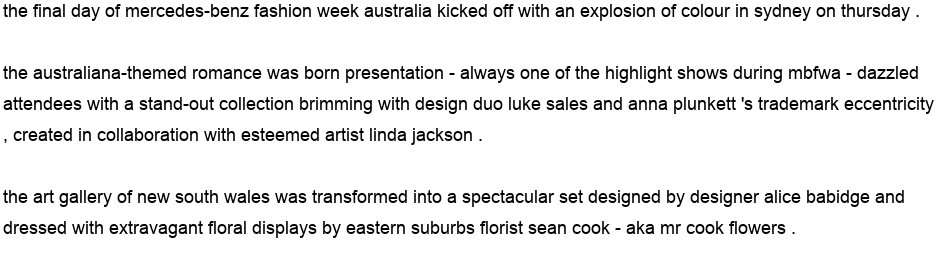 the final day of mercedes-benz fashion week australia kicked off with an explosion of colour in sydney on thursday .
the australiana-themed romance was born presentation - always one of the highlight shows during mbfwa - dazzled
attendees with a stand-out collection brimming with design duo luke sales and anna plunkett 's trademark eccentricity
, created in collaboration with esteemed artist linda jackson .
the art gallery of new south wales was transformed into a spectacular set designed by designer alice babidge and
dressed with extravagant floral displays by eastern suburbs florist sean cook - aka mr cook flowers .